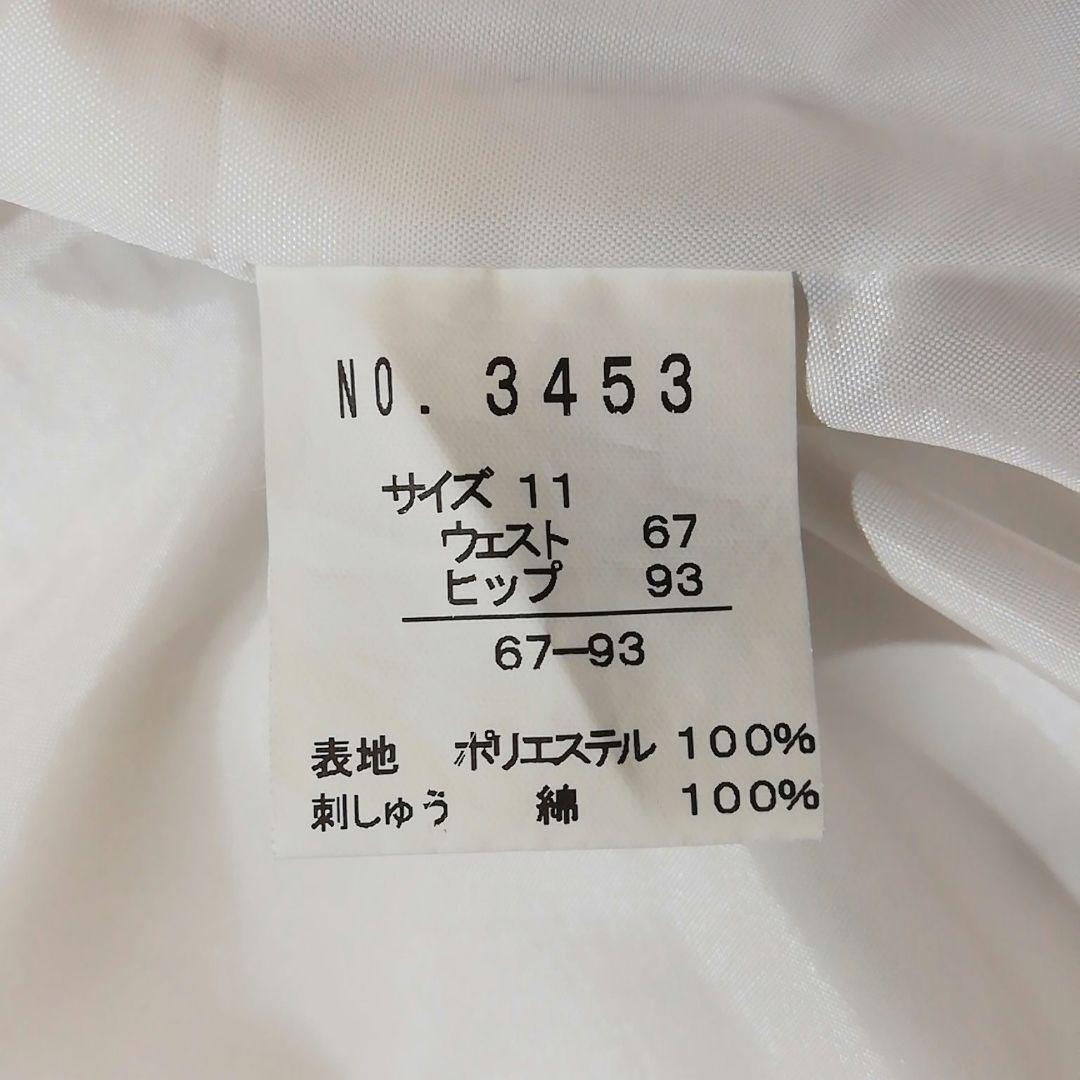 NO. 3453
サイズ 11
ウェスト 67
ヒップ 93
67−93
表地 ポリエステル 100%
刺しゅう 綿 100%